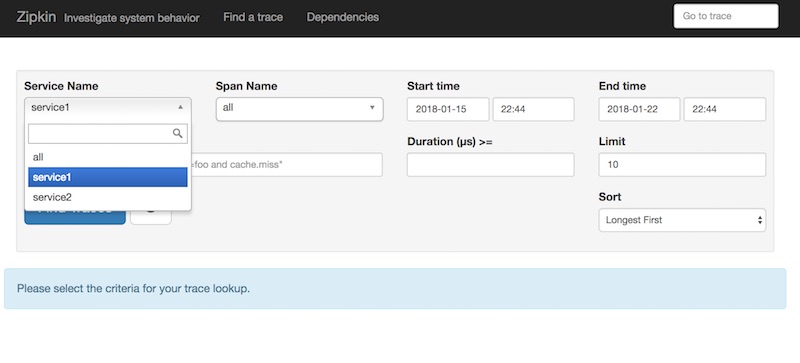 Zipkin Investigate system behavior Find a trace Dependencies Go to trace
Service Name Span Name Start time End time
service1 all 2018-01-15 22:44 2018-01-22 22:44
Duration (μs) >= Limit
all =foo and cache.miss" 10
service1
service2
Sort
Longest First
Please select the criteria for your trace lookup.